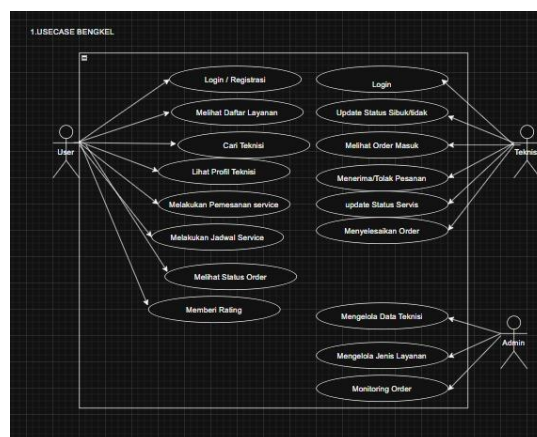 1.USECASE BENGKEL
Login / Registrasi
Melihat Daftar Layanan
Cari Teknisi
Lihat Profil Teknisi
Melakukan Pemesanan service
Melakukan Jadwal Service
Melihat Status Order
Memberi Rating
User
Login
Update Status Sibuk/tidak
Melihat Order Masuk
Menerima/Tolak Pesanan
update Status Servis
Menyelesaikan Order
Teknisi
Mengelola Data Teknisi
Mengelola Jenis Layanan
Monitoring Order
Admin